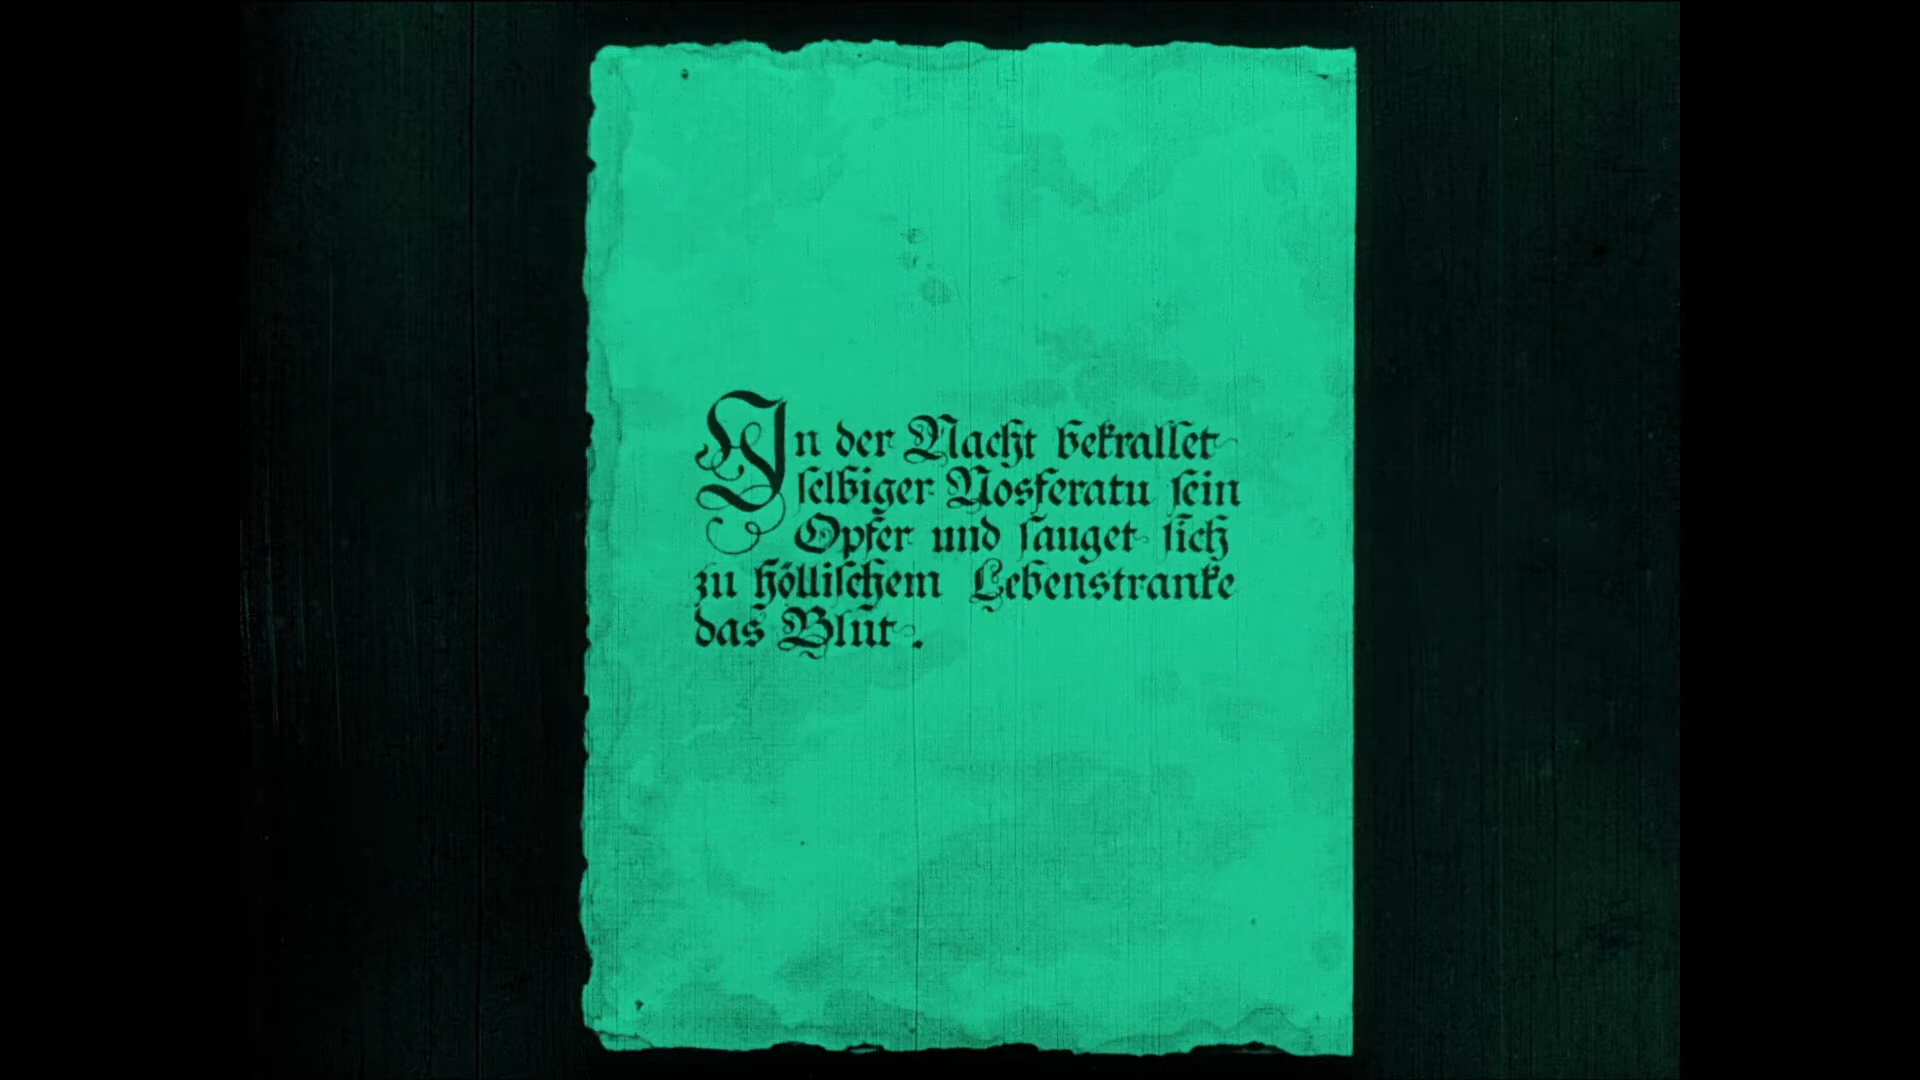 In der Nacht bekrallet
ſelbiger Nosferatu ſein
Opfer und ſauget ſich
zu hölliſchem Lebenstranke
das Blut.